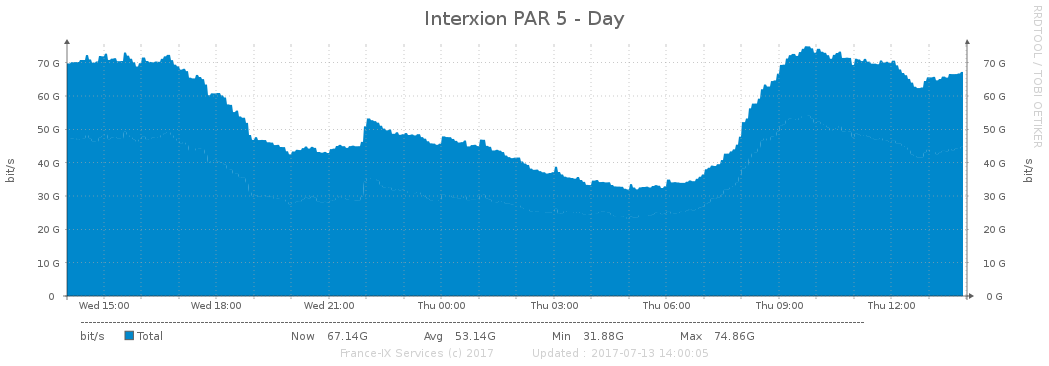 Interxion PAR 5 - Day
RRDTOOL / TOBI OETIKER
bit/s
70 G
60 G
50 G
40 G
30 G
20 G
10 G
0
70 G
60 G
50 G
40 G
30 G
20 G
10 G
0 G
bit/s
Wed 15:00 Wed 18:00 Wed 21:00 Thu 00:00 Thu 03:00 Thu 06:00 Thu 09:00 Thu 12:00
bit/s Total Now 67.14G Avg 53.14G Min 31.88G Max 74.86G
France-IX Services (c) 2017 Updated : 2017-07-13 14:00:05